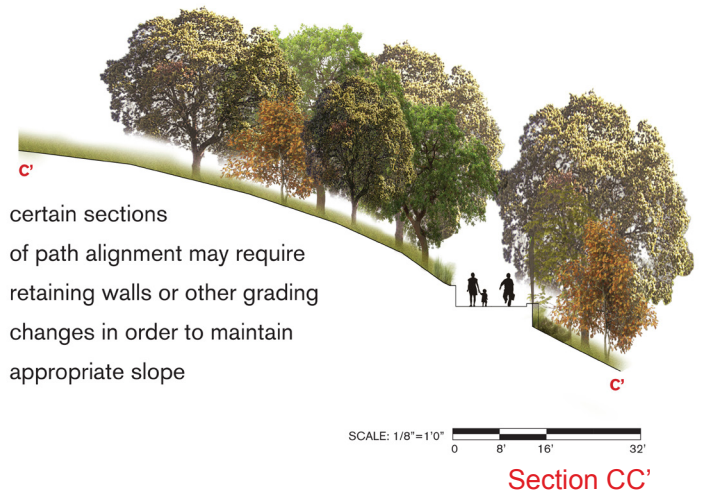 C’
certain sections
of path alignment may require
retaining walls or other grading
changes in order to maintain
appropriate slope
C’
SCALE: 1/8"=1'0"
0 8' 16' 32'
Section CC’